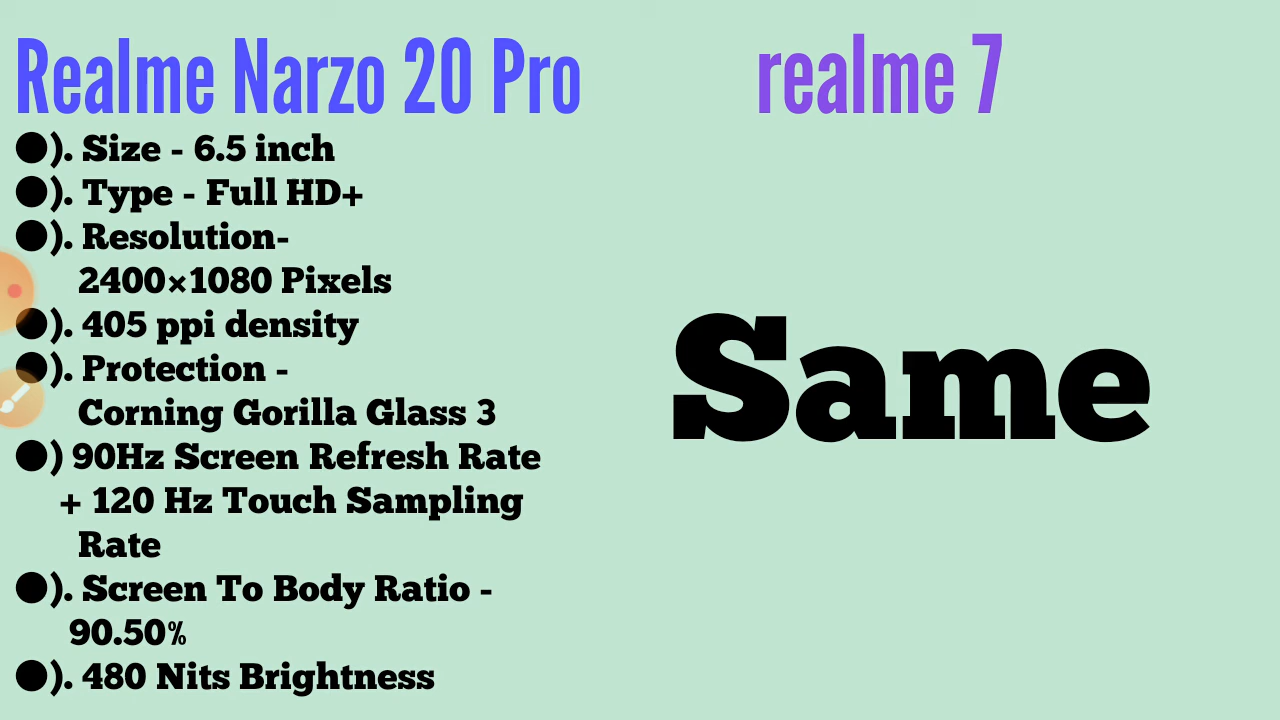 Realme Narzo 20 Pro
●). Size - 6.5 inch
●). Type - Full HD+
●). Resolution-
2400×1080 Pixels
●). 405 ppi density
●). Protection -
Corning Gorilla Glass 3
●) 90Hz Screen Refresh Rate
+ 120 Hz Touch Sampling
Rate
●). Screen To Body Ratio -
90.50%
●). 480 Nits Brightness
realme 7
Same